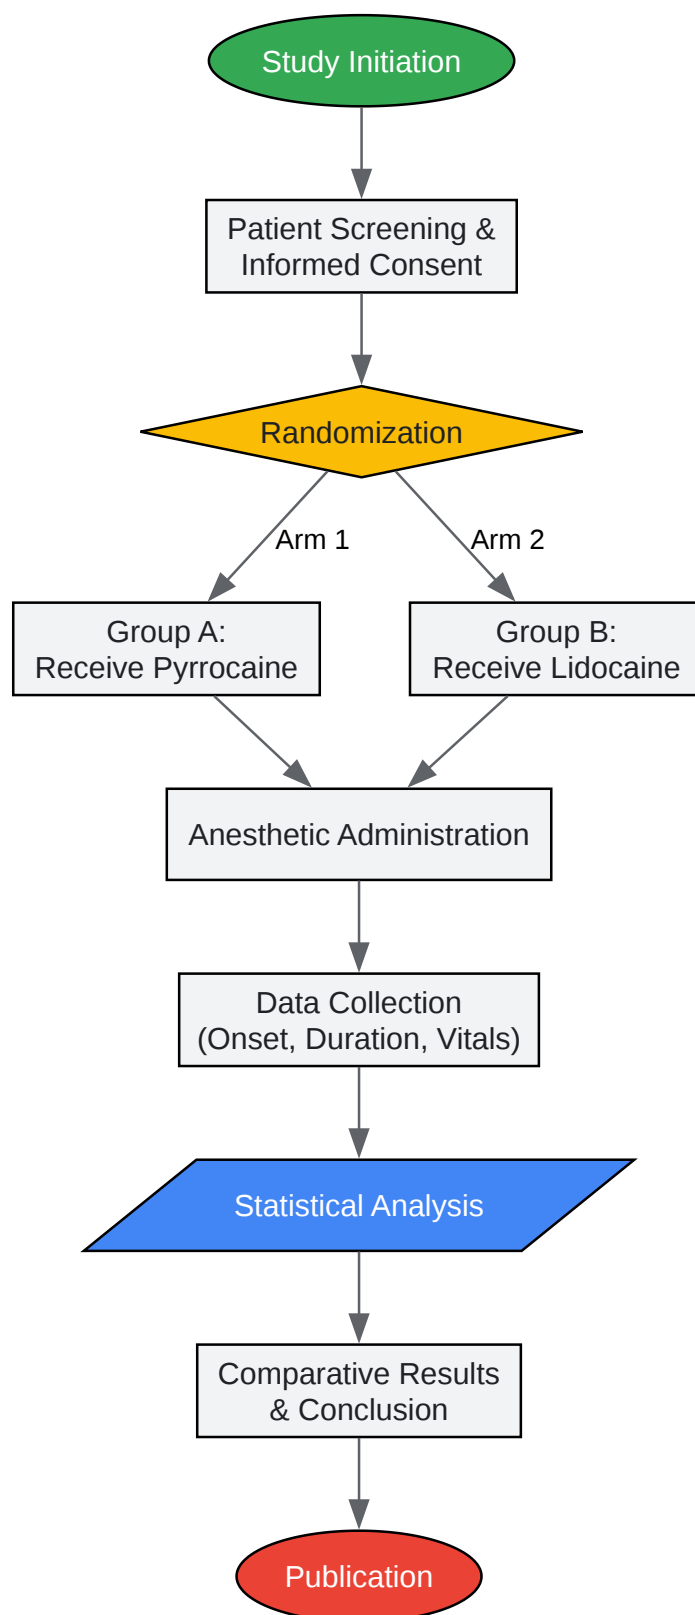 Study Initiation
Patient Screening &
Informed Consent
Randomization
Arm 1
Arm 2
Group A:
Receive Pyrrocaine
Group B:
Receive Lidocaine
Anesthetic Administration
Data Collection
(Onset, Duration, Vitals)
Statistical Analysis
Comparative Results
& Conclusion
Publication